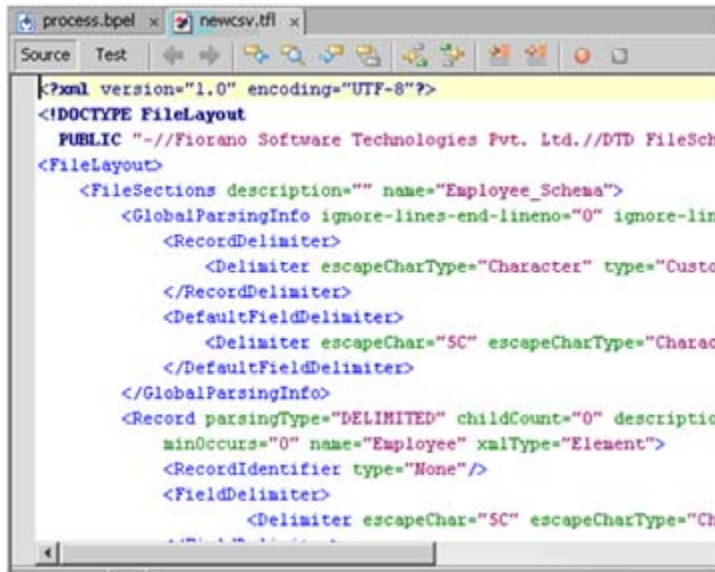 process.bpel x newcsv.tfl x
Source Test
<?xml version="1.0" encoding="UTF-8"?>
<!DOCTYPE FileLayout
PUBLIC "-//Fiorano Software Technologies Pvt. Ltd.//DTD FileSch
<FileLayout>
<FileSections description="" name="Employee_Schema">
<GlobalParsingInfo ignore-lines-end-lineno="0" ignore-lin
<RecordDelimiter>
<Delimiter escapeCharType="Character" type="Custo
</RecordDelimiter>
<DefaultFieldDelimiter>
<Delimiter escapeChar="5C" escapeCharType="Charac
</DefaultFieldDelimiter>
</GlobalParsingInfo>
<Record parsingType="DELIMITED" childCount="0" descriptio
minOccurs="0" name="Employee" xmlType="Element">
<RecordIdentifier type="None"/>
<FieldDelimiter>
<Delimiter escapeChar="5C" escapeCharType="Ch